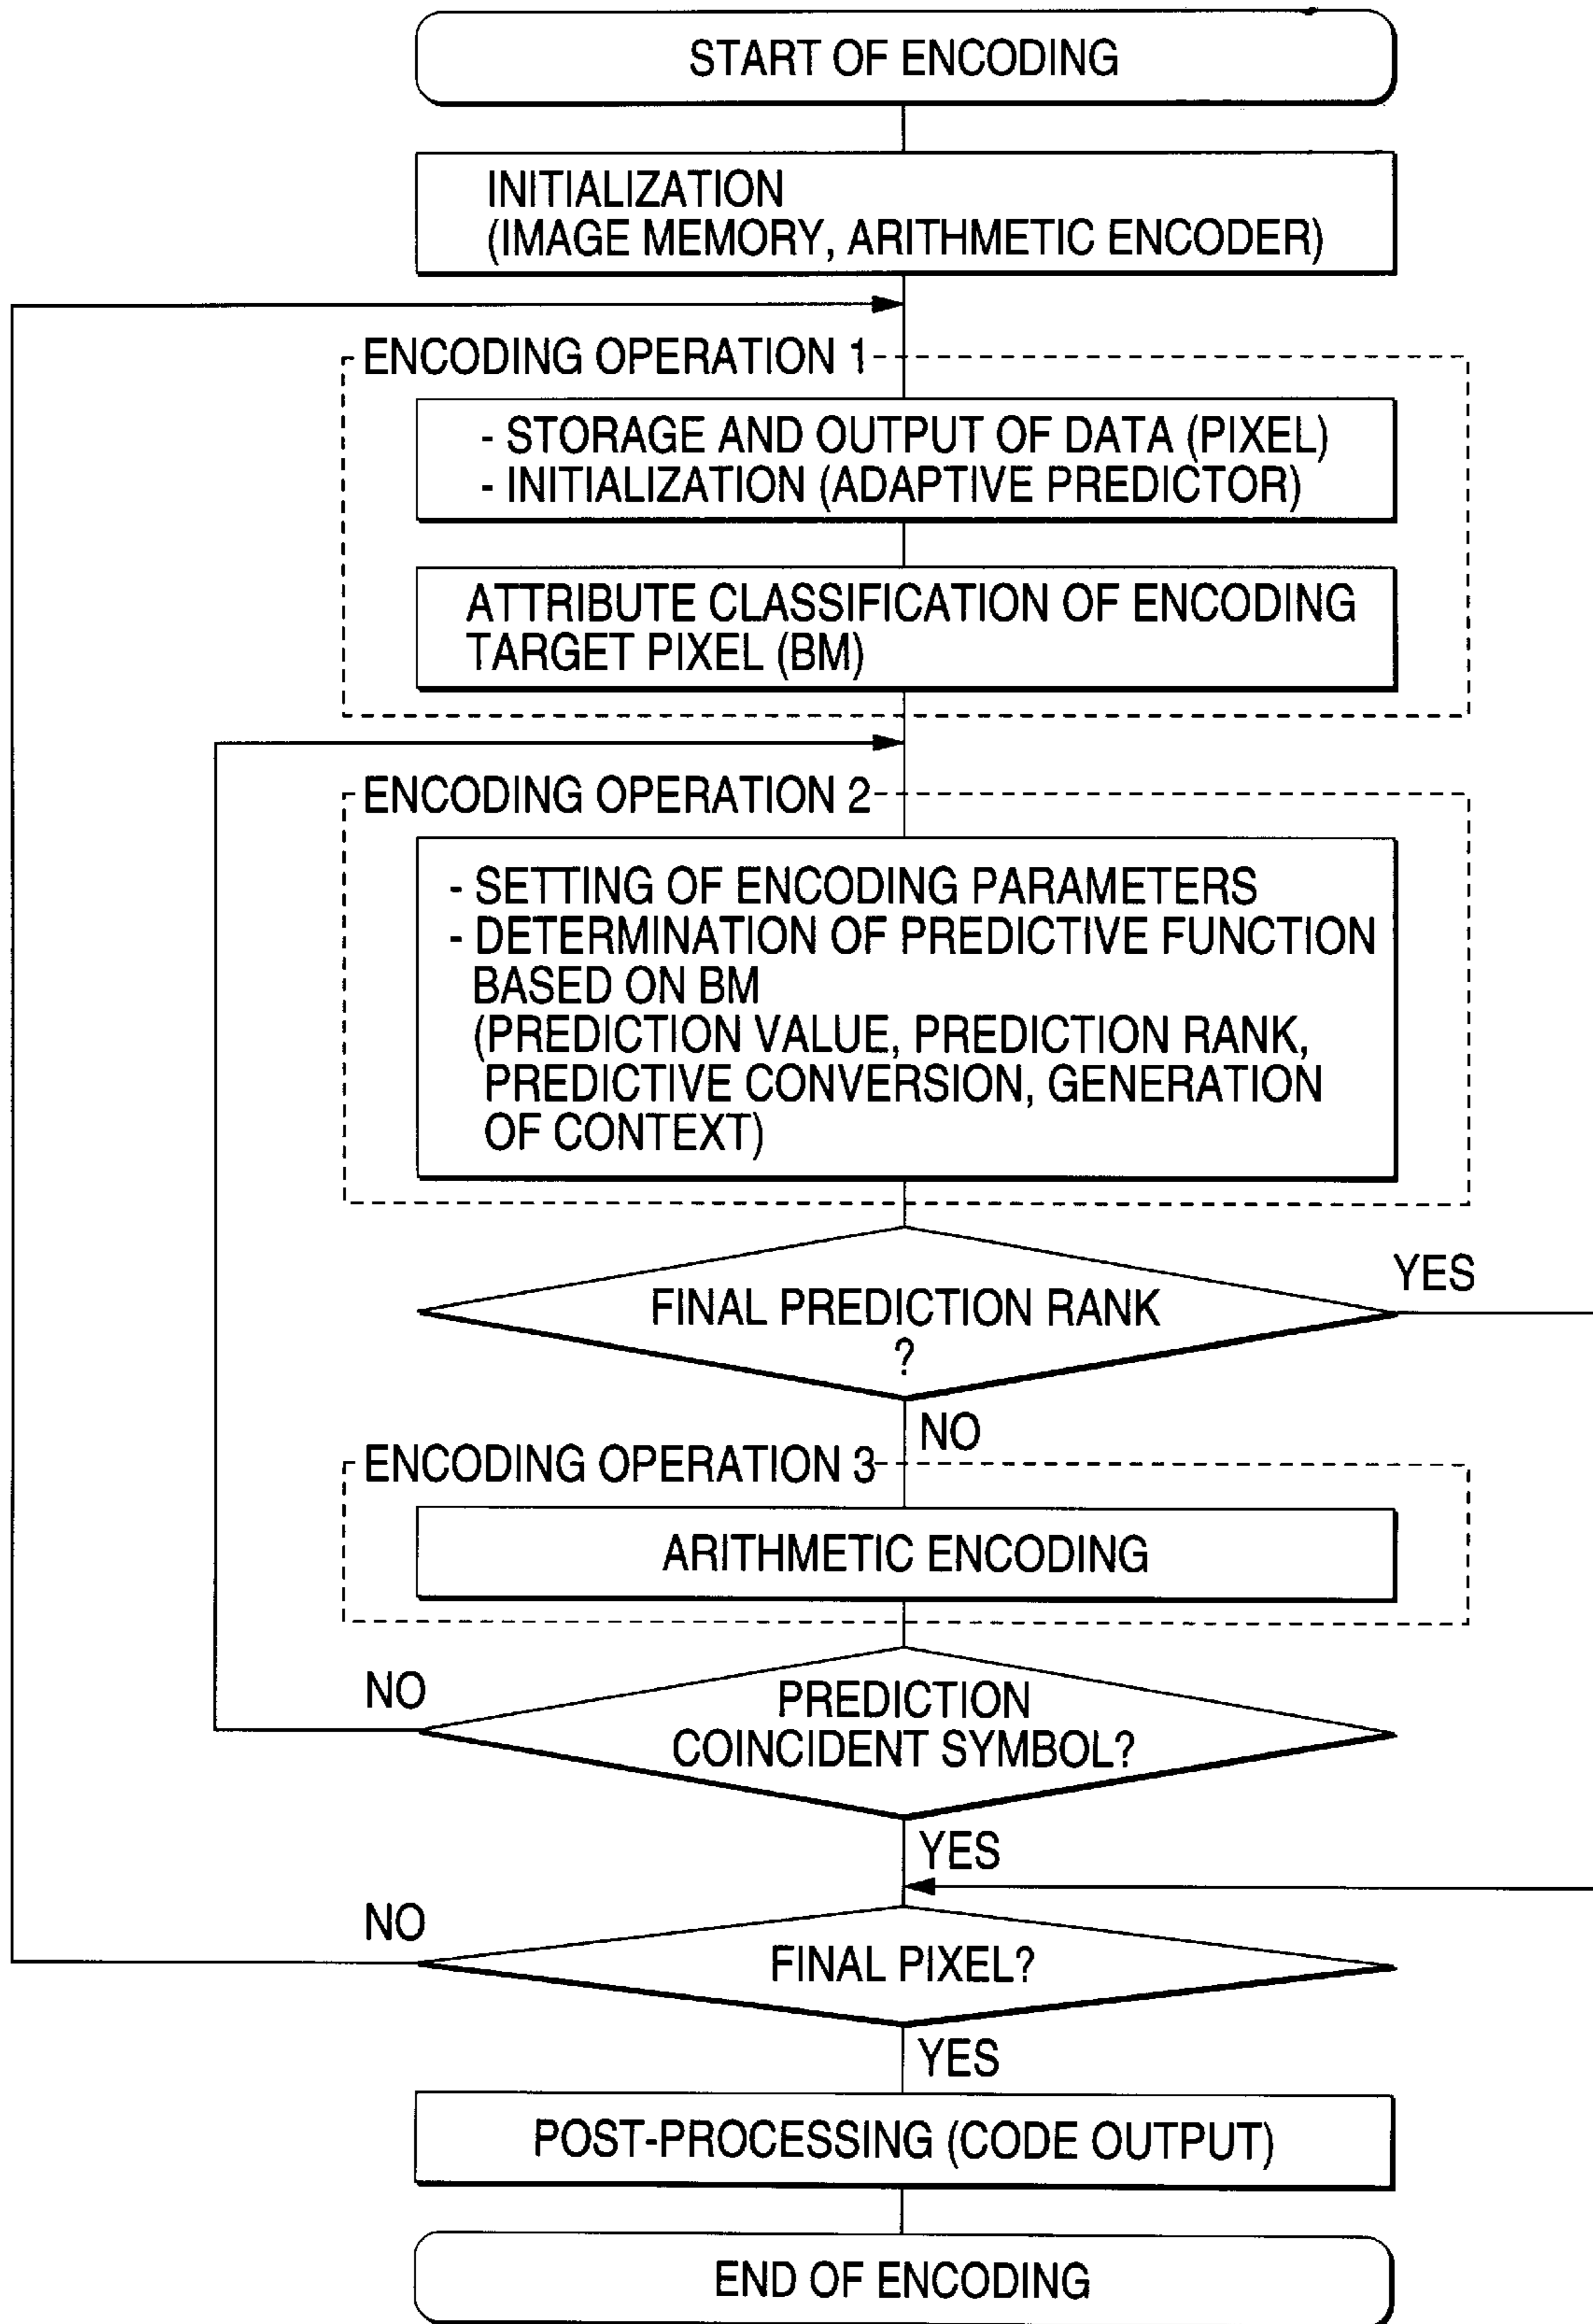 START OF ENCODING
INITIALIZATION
(IMAGE MEMORY, ARITHMETIC ENCODER)
ENCODING OPERATION 1
- STORAGE AND OUTPUT OF DATA (PIXEL)
- INITIALIZATION (ADAPTIVE PREDICTOR)
ATTRIBUTE CLASSIFICATION OF ENCODING
TARGET PIXEL (BM)
ENCODING OPERATION 2
- SETTING OF ENCODING PARAMETERS
- DETERMINATION OF PREDICTIVE FUNCTION
BASED ON BM
(PREDICTION VALUE, PREDICTION RANK,
PREDICTIVE CONVERSION, GENERATION
OF CONTEXT)
YES
FINAL PREDICTION RANK
?
NO
ENCODING OPERATION 3
ARITHMETIC ENCODING
NO
PREDICTION
COINCIDENT SYMBOL?
YES
NO
FINAL PIXEL?
YES
POST-PROCESSING (CODE OUTPUT)
END OF ENCODING